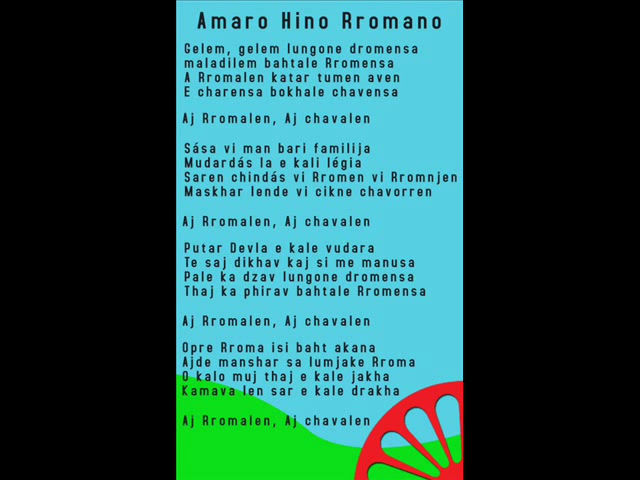 Amaro Hino Rromano
Gelem, gelem lungone dromensa
maladilem bahtale Rromensa
A Rromalen katar tumen aven
E charensa bokhale chavensa
Aj Rromalen, Aj chavalen
Sása vi man bari familija
Mudardás la e kali légia
Saren chindás vi Rromen vi Rromnjen
Maskhar lende vi cikne chavorren
Aj Rromalen, Aj chavalen
Putar Devla e kale vudara
Te saj dikhav kaj si me manusa
Pale ka dzav lungone dromensa
Thaj ka phirav bahtale Rromensa
Aj Rromalen, Aj chavalen
Opre Rroma isi baht akana
Ajde manshar sa lumjake Rroma
O kalo muj thaj e kale jakha
Kamava len sar e kale drakha
Aj Rromalen, Aj chavalen